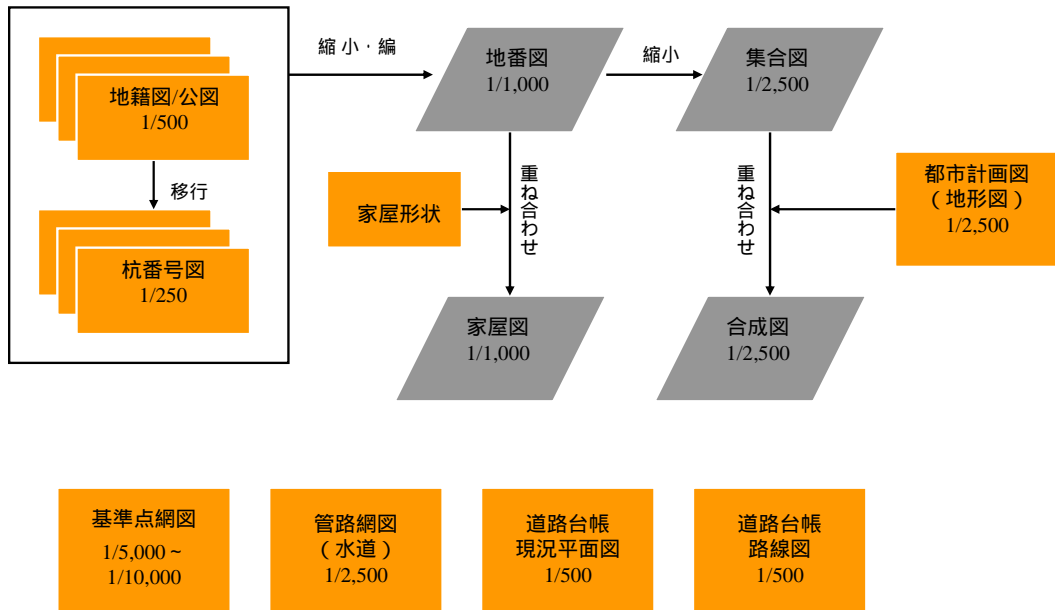 地籍図/公図
1/500
移行
杭番号図
1/250
縮小・編
地番図
1/1,000
縮小
集合図
1/2,500
家屋形状
重ね合わせ
重ね合わせ
都市計画図
（地形図）
1/2,500
家屋図
1/1,000
合成図
1/2,500
基準点網図
1/5,000～
1/10,000
管路網図
（水道）
1/2,500
道路台帳
現況平面図
1/500
道路台帳
路線図
1/500